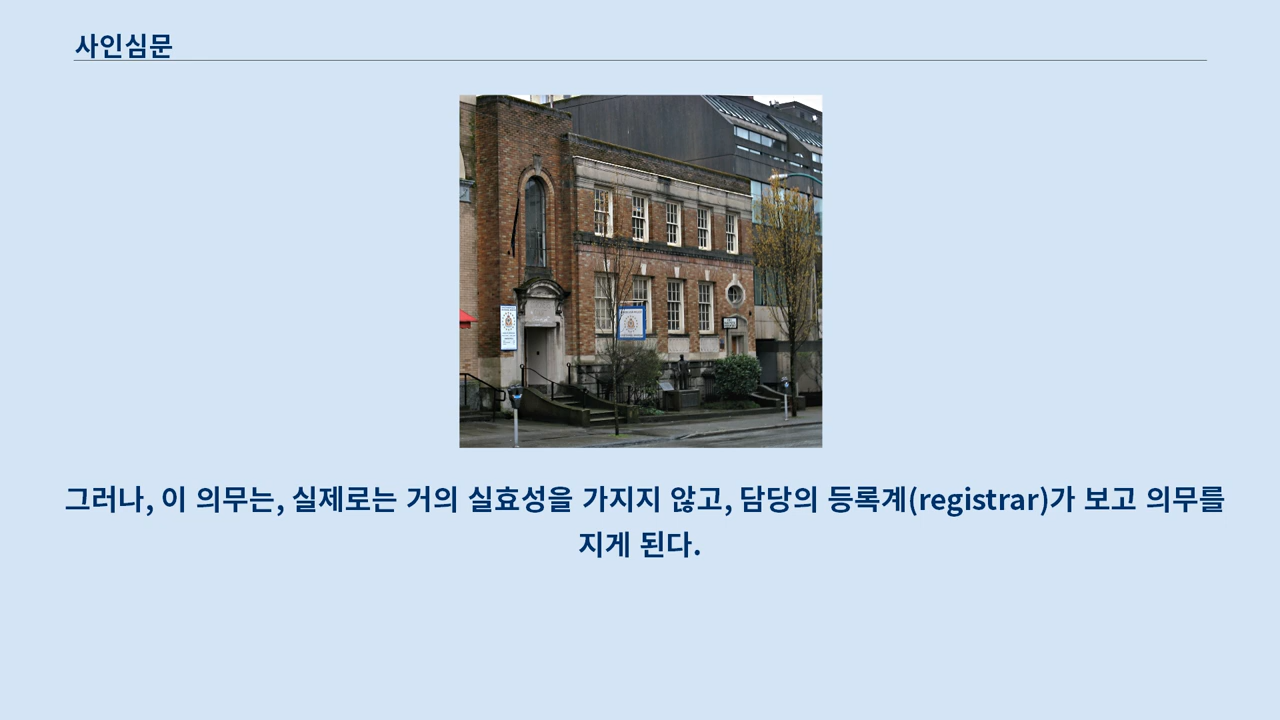 사인심문
그러나, 이 의무는, 실제로는 거의 실효성을 가지지 않고, 담당의 등록계(registrar)가 보고 의무를
지게 된다.